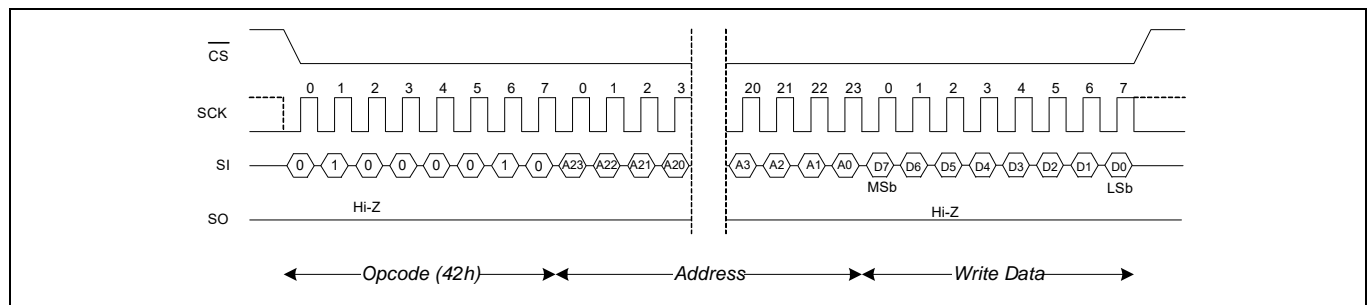 CS
0 1 2 3 4 5 6 7 0 1 2 3 20 21 22 23 0 1 2 3 4 5 6 7
SCK
SI 0 1 0 0 0 0 1 0 A23 A22 A21 A20 A3 A2 A1 A0 D7 D6 D5 D4 D3 D2 D1 D0
MSb LSb
Hi-Z Hi-Z
SO
Opcode (42h) Address Write Data